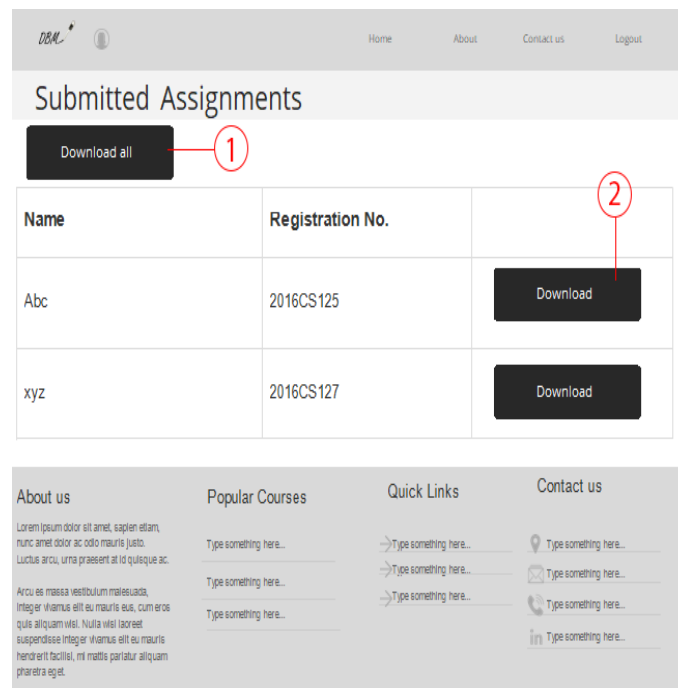 DBM
Home About Contact us Logout
Submitted Assignments
Download all
1
2
Name Registration No.
Abc 2016CS125 Download
xyz 2016CS127 Download
About us
Lorem ipsum dolor sit amet, sapien etiam,
nunc amet dolor ac odio mauris justo.
Luctus arcu, urna praesent at id quisque ac.
Arcu es massa vestibulum malesuada,
integer vivamus elit eu mauris eus, cum eros
quis aliquam wisi. Nulla wisi laoreet
suspendisse integer vivamus elit eu mauris
hendrerit facilisi, mi mattis pariatur aliquam
pharetra eget.
Popular Courses
Type something here...
Type something here...
Type something here...
Quick Links
Type something here...
Type something here...
Type something here...
Contact us
Type something here...
Type something here...
Type something here...
in Type something here...